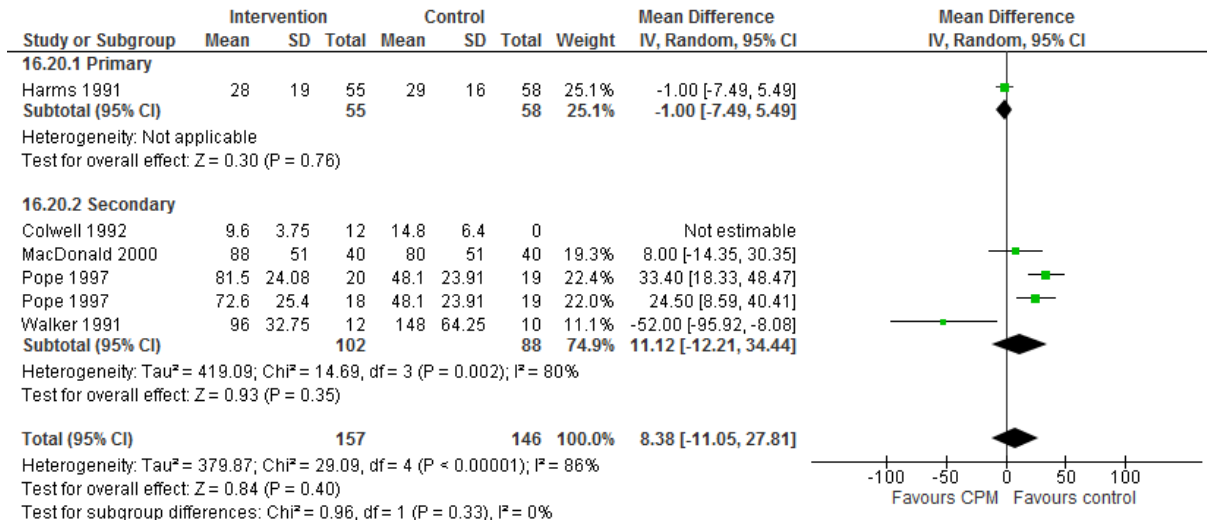 Intervention Control Mean Difference Mean Difference
Study or Subgroup Mean SD Total Mean SD Total Weight IV, Random, 95% CI IV, Random, 95% CI
16.20.1 Primary
Harms 1991 28 19 55 29 16 58 25.1% -1.00 [-7.49, 5.49]
Subtotal (95% CI) 55 58 25.1% -1.00 [-7.49, 5.49]
Heterogeneity: Not applicable
Test for overall effect: Z = 0.30 (P = 0.76)
16.20.2 Secondary
Colwell 1992 9.6 3.75 12 14.8 6.4 0 Not estimable
MacDonald 2000 88 51 40 80 51 40 19.3% 8.00 [-14.35, 30.35]
Pope 1997 81.5 24.08 20 48.1 23.91 19 22.4% 33.40 [18.33, 48.47]
Pope 1997 72.6 25.4 18 48.1 23.91 19 22.0% 24.50 [8.59, 40.41]
Walker 1991 96 32.75 12 148 64.25 10 11.1% -52.00 [-95.92, -8.08]
Subtotal (95% CI) 102 88 74.9% 11.12 [-12.21, 34.44]
Heterogeneity: Tau² = 419.09; Chi² = 14.69, df = 3 (P = 0.002); I² = 80%
Test for overall effect: Z = 0.93 (P = 0.35)
Total (95% CI) 157 146 100.0% 8.38 [-11.05, 27.81]
Heterogeneity: Tau² = 379.87; Chi² = 29.09, df = 4 (P < 0.00001); I² = 86%
Test for overall effect: Z = 0.84 (P = 0.40)
Test for subgroup differences: Chi² = 0.96, df = 1 (P = 0.33), I² = 0%
-100 -50 0 50 100
Favours CPM Favours control